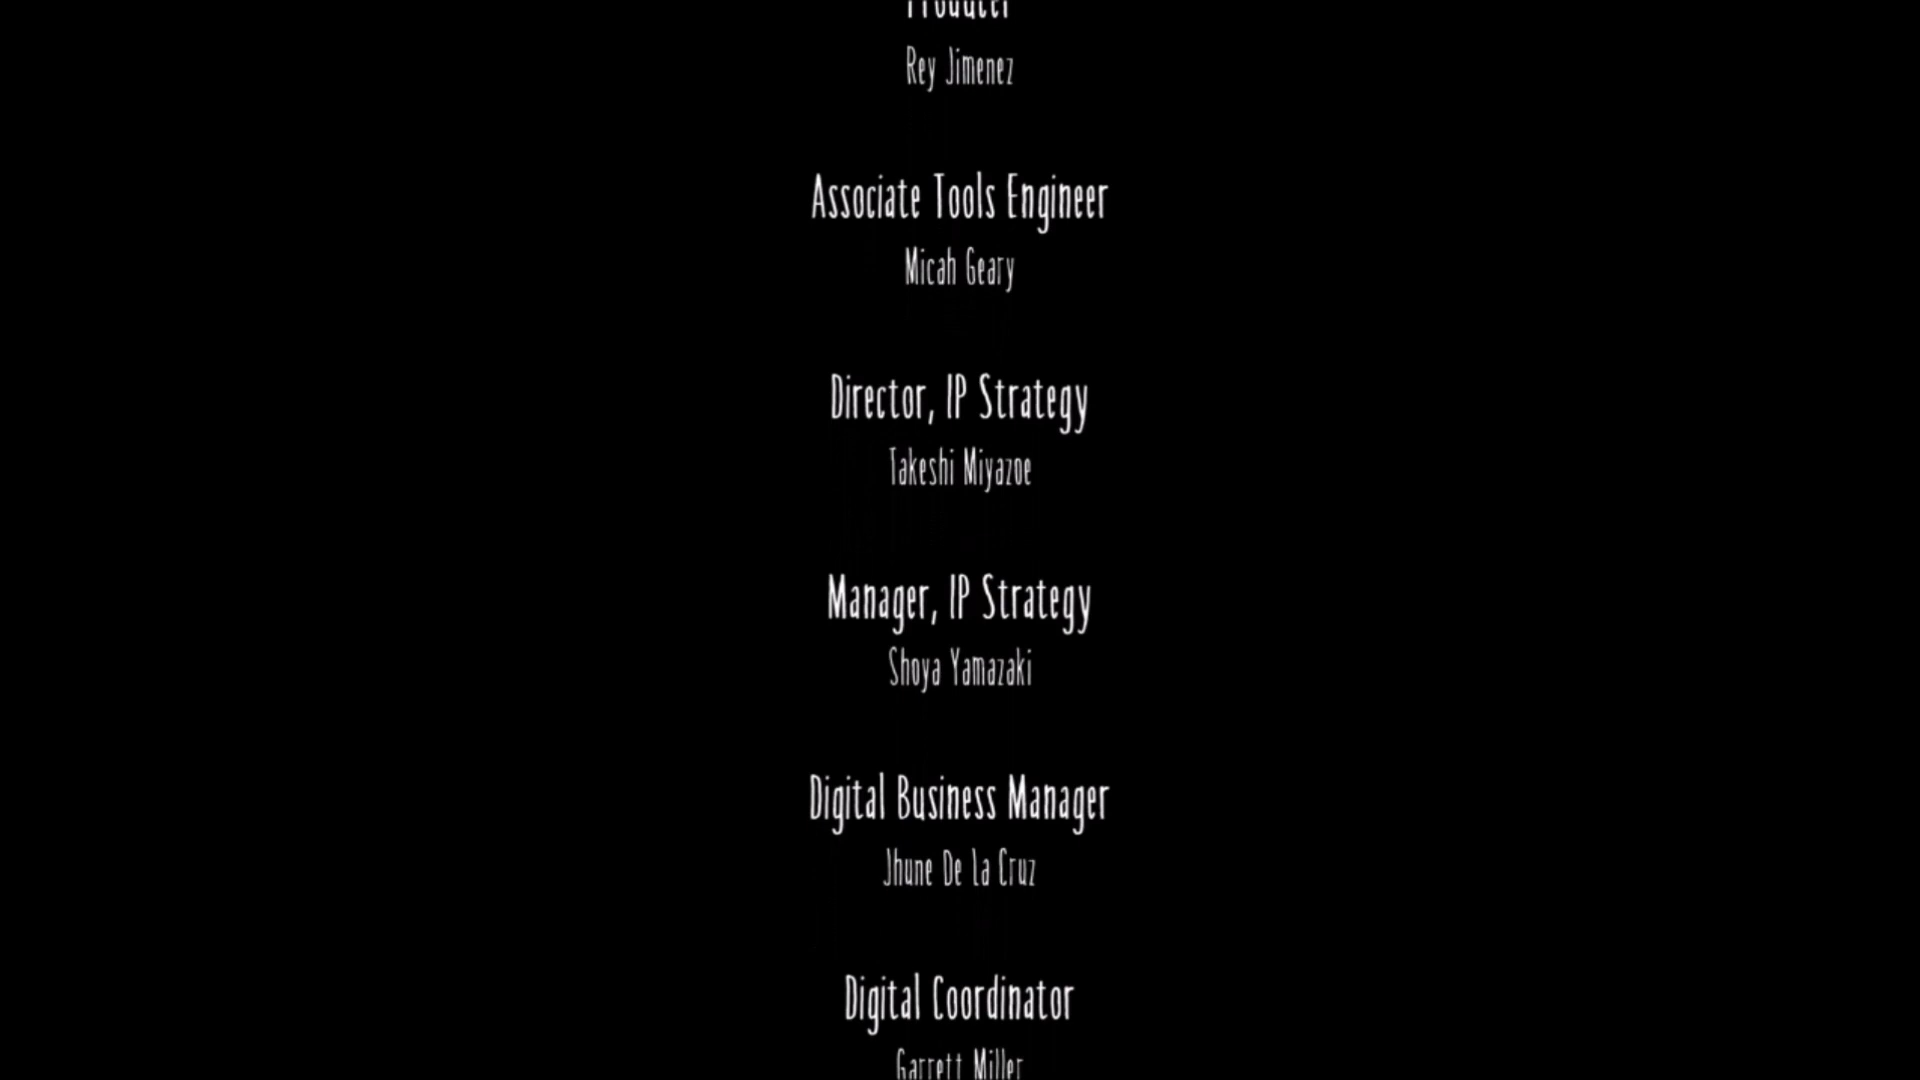 Producer
Rey Jimenez
Associate Tools Engineer
Micah Geary
Director, IP Strategy
Takeshi Miyazoe
Manager, IP Strategy
Shoya Yamazaki
Digital Business Manager
Jhune De La Cruz
Digital Coordinator
Garrett Miller